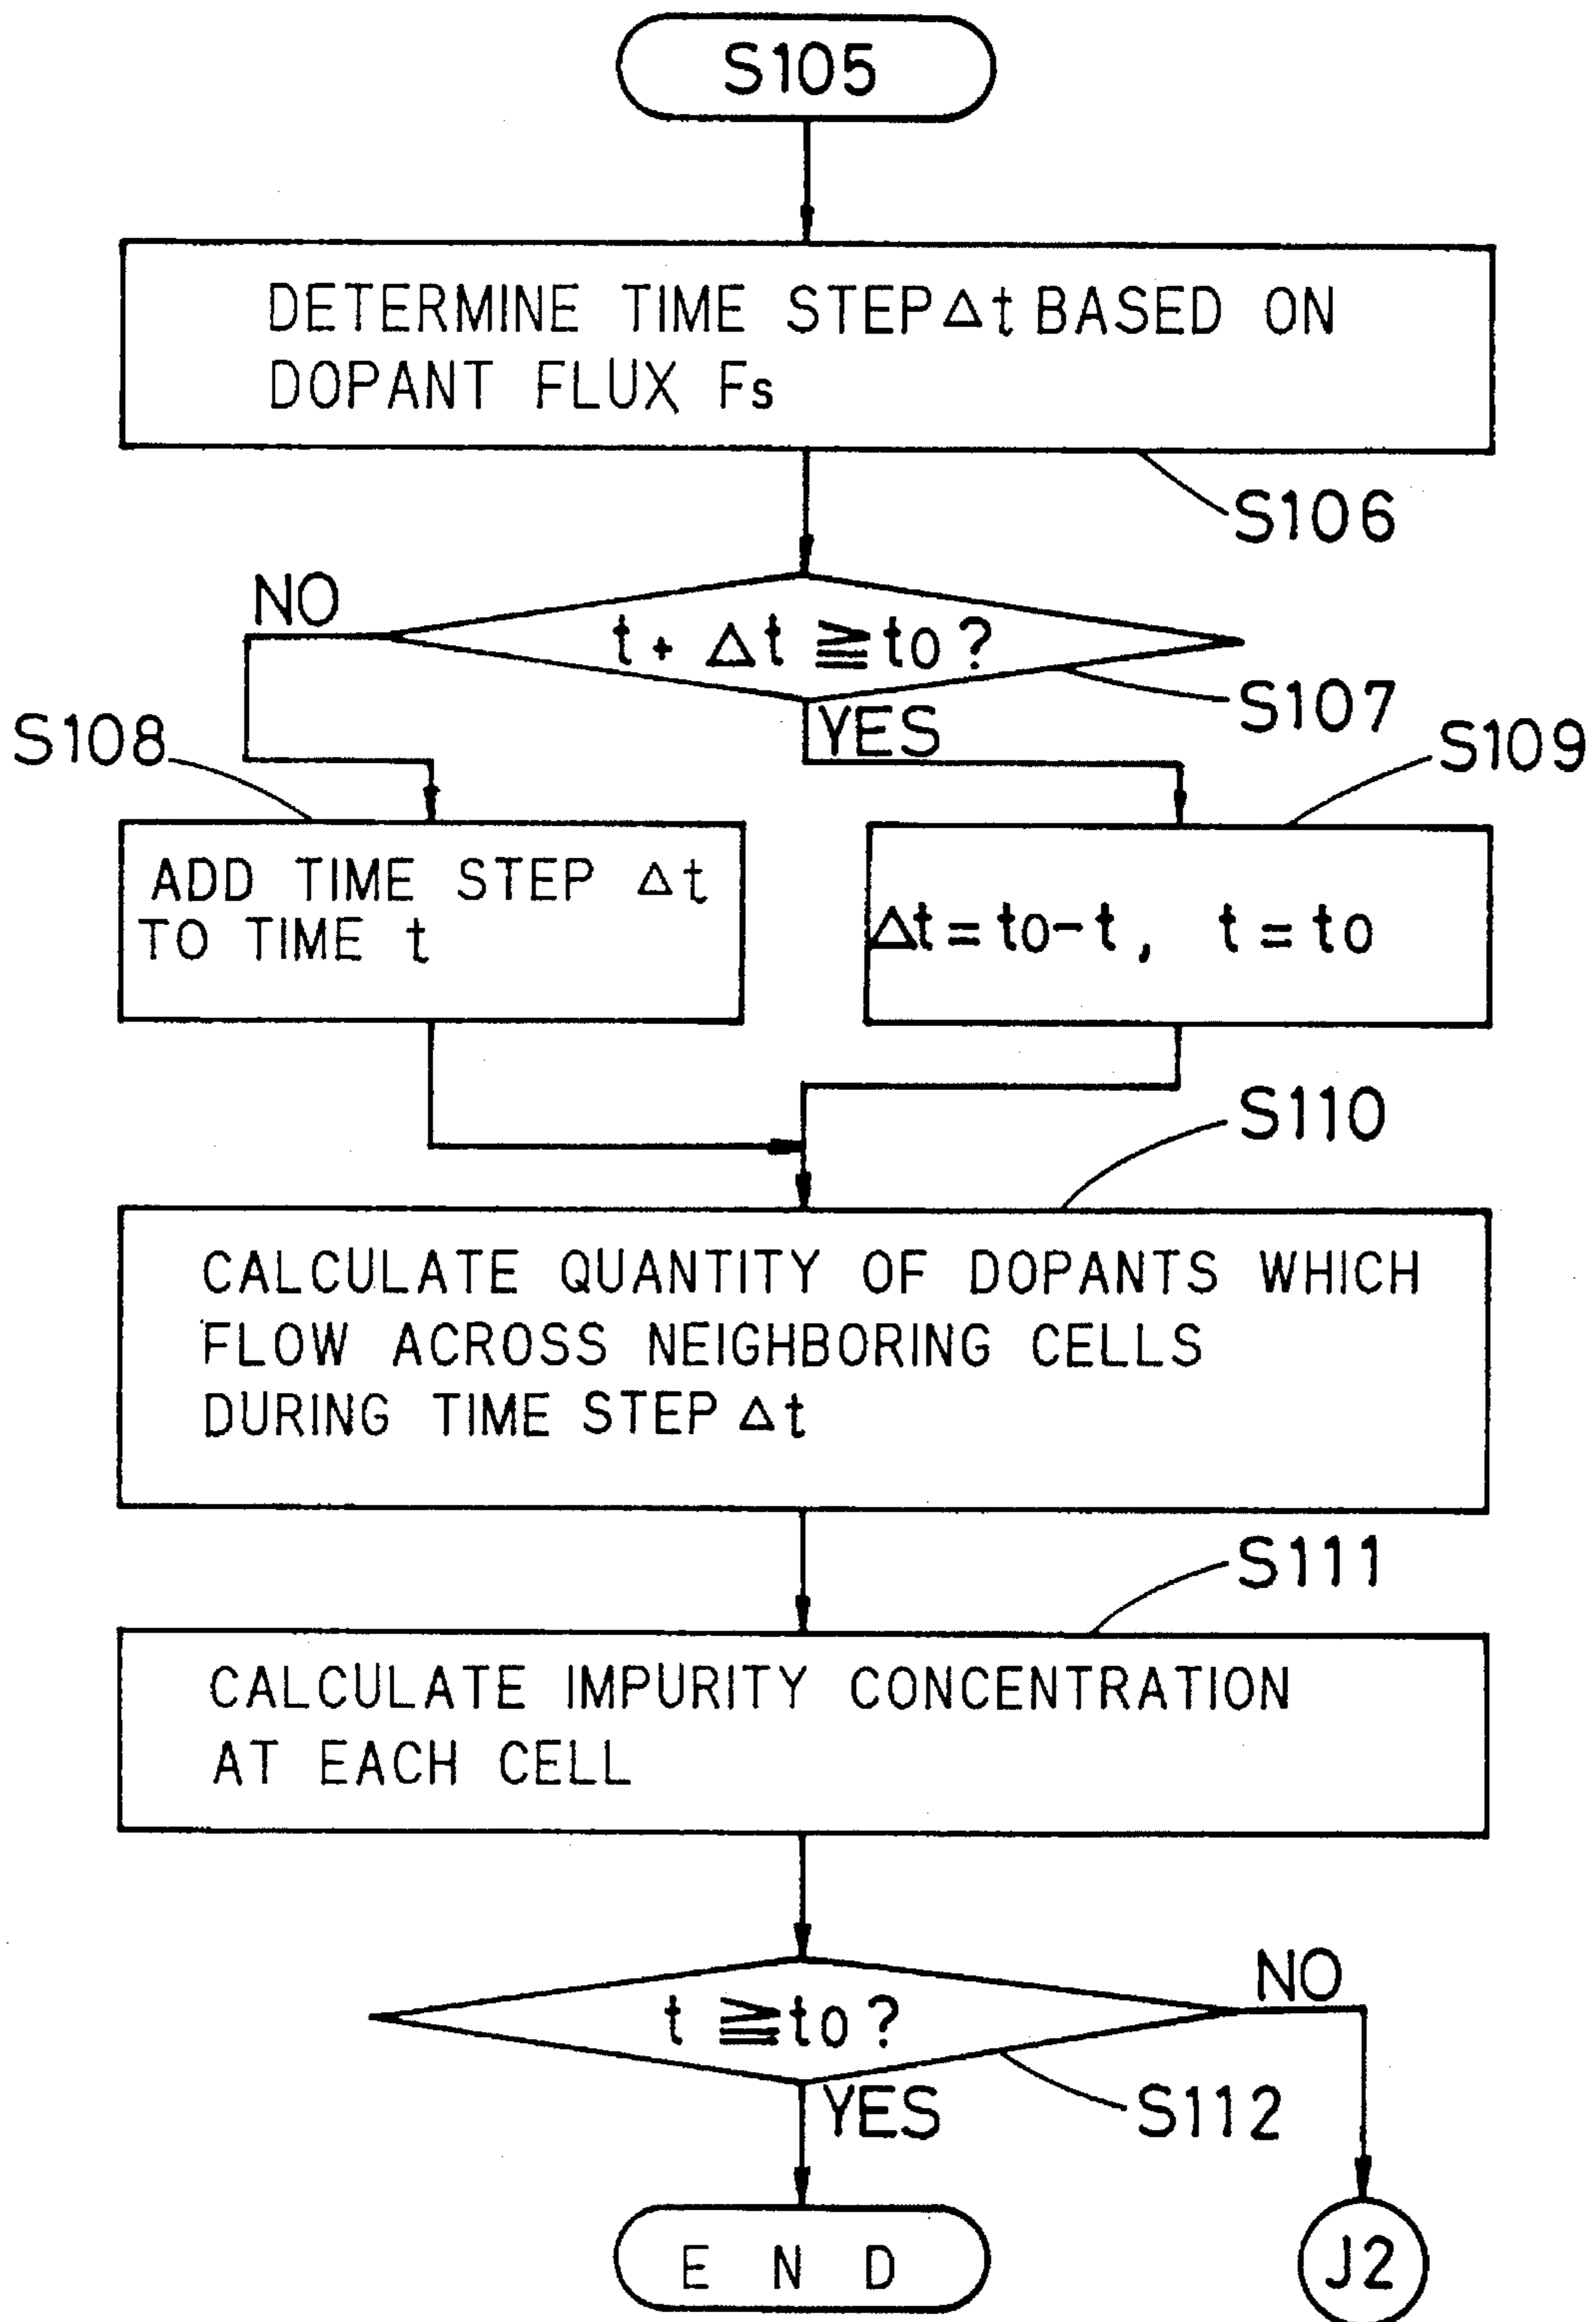 S105
DETERMINE TIME STEP Δt BASED ON
DOPANT FLUX Fs
S106
NO
t + Δt ≧ to ?
S107
YES
S108
S109
ADD TIME STEP Δt
TO TIME t
Δt = to - t , t = to
S110
CALCULATE QUANTITY OF DOPANTS WHICH
FLOW ACROSS NEIGHBORING CELLS
DURING TIME STEP Δt
S111
CALCULATE IMPURITY CONCENTRATION
AT EACH CELL
NO
t ≧ to ?
S112
YES
END
J2